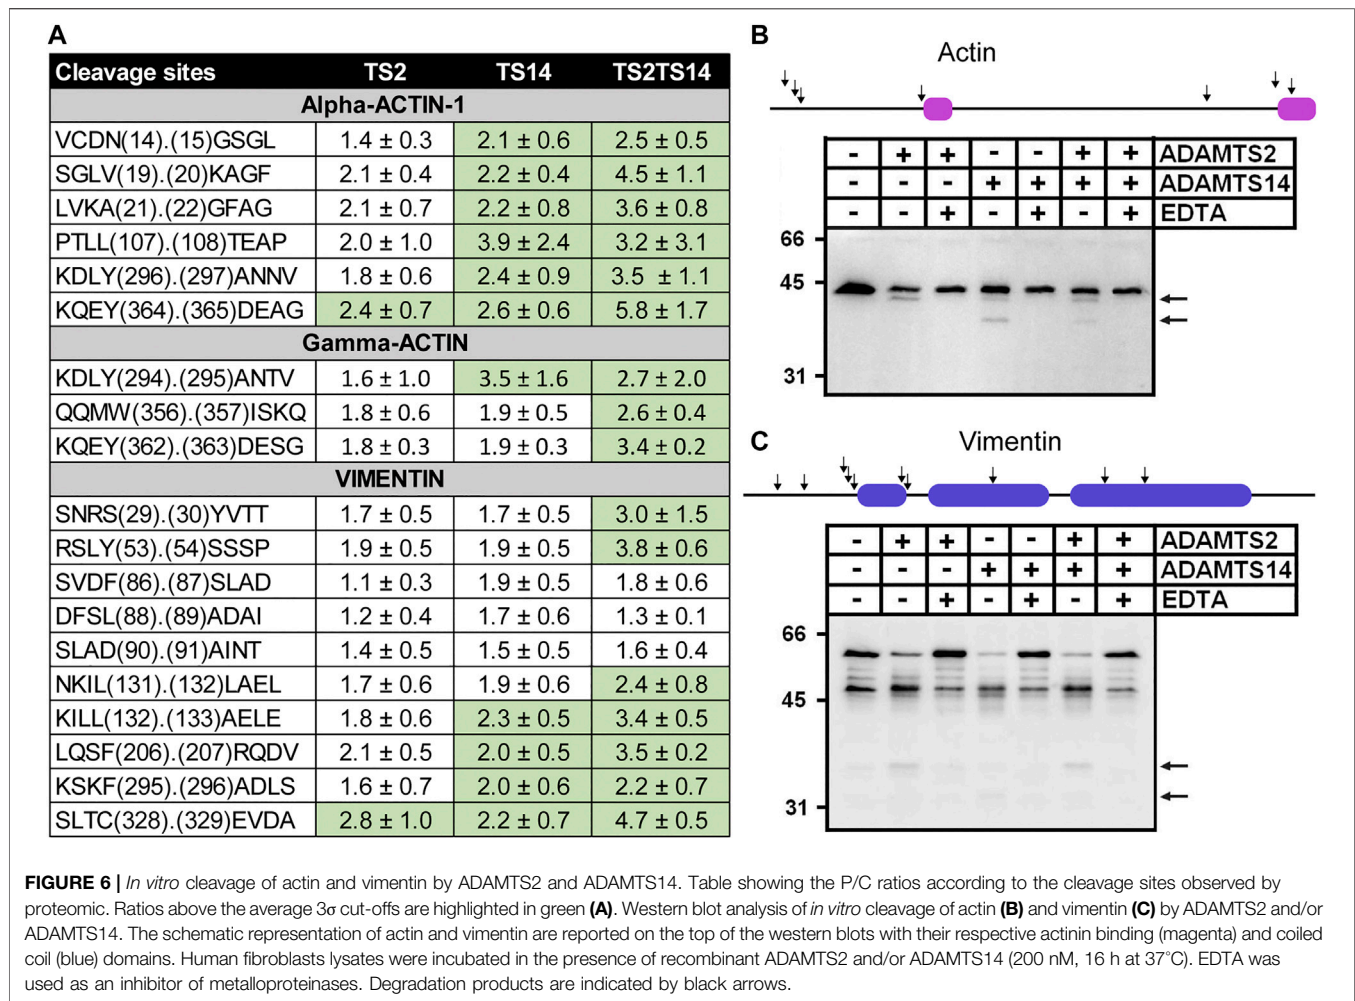 A
Cleavage sites TS2 TS14 TS2TS14
Alpha-ACTIN-1
VCDN(14).(15)GSGL 1.4 ± 0.3 2.1 ± 0.6 2.5 ± 0.5
SGLV(19).(20)KAGF 2.1 ± 0.4 2.2 ± 0.4 4.5 ± 1.1
LVKA(21).(22)GFAG 2.1 ± 0.7 2.2 ± 0.8 3.6 ± 0.8
PTLL(107).(108)TEAP 2.0 ± 1.0 3.9 ± 2.4 3.2 ± 3.1
KDLY(296).(297)ANNV 1.8 ± 0.6 2.4 ± 0.9 3.5 ± 1.1
KQEY(364).(365)DEAG 2.4 ± 0.7 2.6 ± 0.6 5.8 ± 1.7
Gamma-ACTIN
KDLY(294).(295)ANTV 1.6 ± 1.0 3.5 ± 1.6 2.7 ± 2.0
QQMW(356).(357)ISKQ 1.8 ± 0.6 1.9 ± 0.5 2.6 ± 0.4
KQEY(362).(363)DESG 1.8 ± 0.3 1.9 ± 0.3 3.4 ± 0.2
VIMENTIN
SNRS(29).(30)YVTT 1.7 ± 0.5 1.7 ± 0.5 3.0 ± 1.5
RSLY(53).(54)SSSP 1.9 ± 0.5 1.9 ± 0.5 3.8 ± 0.6
SVDF(86).(87)SLAD 1.1 ± 0.3 1.9 ± 0.5 1.8 ± 0.6
DFSL(88).(89)ADAI 1.2 ± 0.4 1.7 ± 0.6 1.3 ± 0.1
SLAD(90).(91)AINT 1.4 ± 0.5 1.5 ± 0.5 1.6 ± 0.4
NKIL(131).(132)LAEL 1.7 ± 0.6 1.9 ± 0.6 2.4 ± 0.8
KILL(132).(133)AELE 1.8 ± 0.6 2.3 ± 0.5 3.4 ± 0.5
LQSF(206).(207)RQDV 2.1 ± 0.5 2.0 ± 0.5 3.5 ± 0.2
KSKF(295).(296)ADLS 1.6 ± 0.7 2.0 ± 0.6 2.2 ± 0.7
SLTC(328).(329)EVDA 2.8 ± 1.0 2.2 ± 0.7 4.7 ± 0.5
B
Actin
- + + - - + + ADAMTS2
- - - + + + + ADAMTS14
- - + - + - + EDTA
66
45
31
C
Vimentin
- + + - - + + ADAMTS2
- - - + + + + ADAMTS14
- - + - + - + EDTA
66
45
31
FIGURE 6 | In vitro cleavage of actin and vimentin by ADAMTS2 and ADAMTS14. Table showing the P/C ratios according to the cleavage sites observed by
proteomic. Ratios above the average 3σ cut-offs are highlighted in green (A). Western blot analysis of in vitro cleavage of actin (B) and vimentin (C) by ADAMTS2 and/or
ADAMTS14. The schematic representation of actin and vimentin are reported on the top of the western blots with their respective actinin binding (magenta) and coiled
coil (blue) domains. Human fibroblasts lysates were incubated in the presence of recombinant ADAMTS2 and/or ADAMTS14 (200 nM, 16 h at 37°C). EDTA was
used as an inhibitor of metalloproteinases. Degradation products are indicated by black arrows.